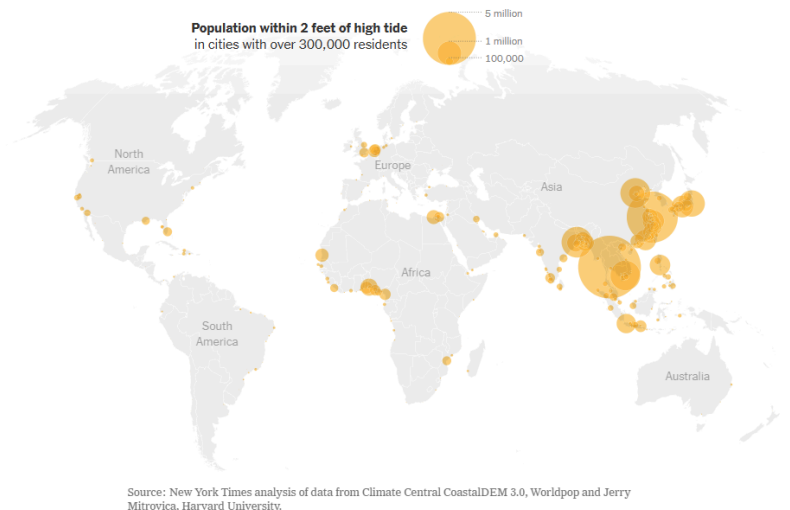 Population within 2 feet of high tide
in cities with over 300,000 residents
5 million
1 million
100,000
North
America
Europe
Asia
Africa
South
America
Australia
Source: New York Times analysis of data from Climate Central CoastalDEM 3.0, Worldpop and Jerry
Mitrovica, Harvard University.